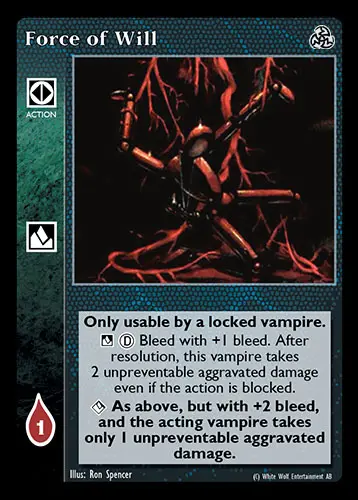 Force of Will
ACTION
Only usable by a locked vampire.
D Bleed with +1 bleed. After
resolution, this vampire takes
2 unpreventable aggravated damage
even if the action is blocked.
As above, but with +2 bleed,
and the acting vampire takes
only 1 unpreventable aggravated
damage.
1
Illus: Ron Spencer
(C) White Wolf Entertainment AB